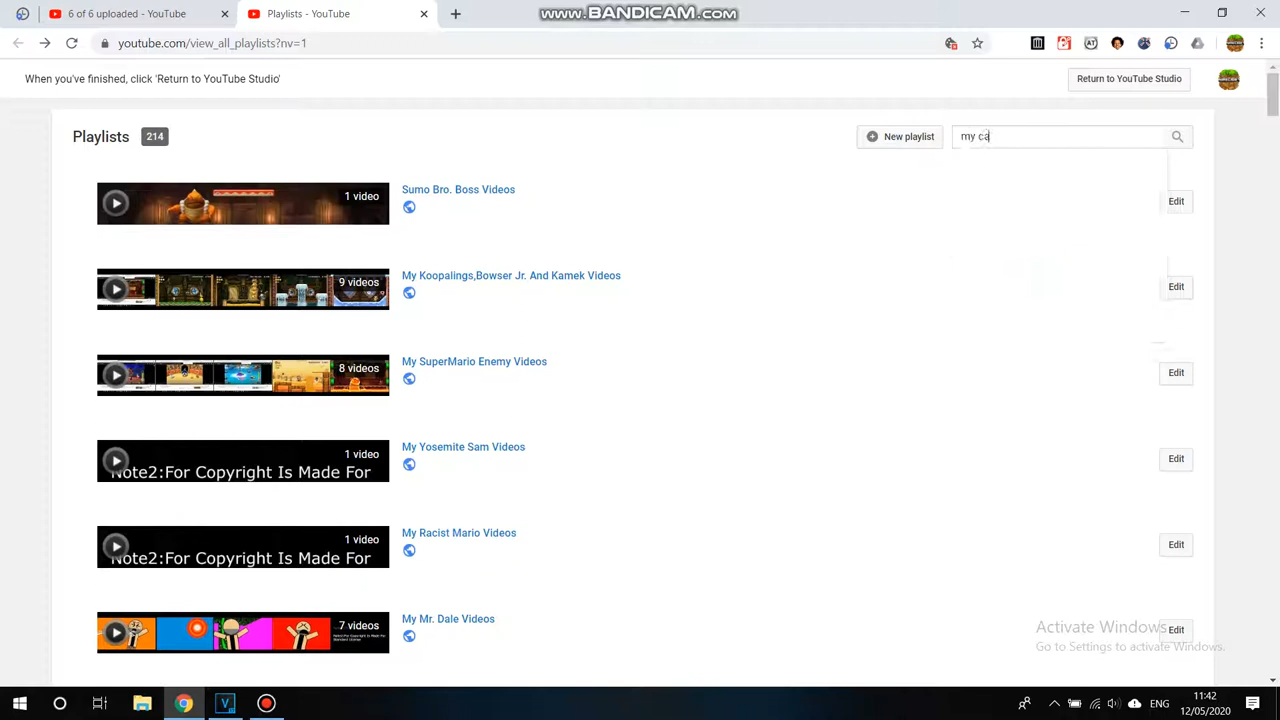 6 of 6 uploaded - YouTube
Playlists - YouTube
www.BANDICAM.com
youtube.com/view_all_playlists?nv=1
When you've finished, click 'Return to YouTube Studio'
Return to YouTube Studio
Playlists 214
New playlist
my ca
1 video
Sumo Bro. Boss Videos
Edit
9 videos
My Koopalings,Bowser Jr. And Kamek Videos
Edit
8 videos
My SuperMario Enemy Videos
Edit
1 video
Note2:For Copyright Is Made For
My Yosemite Sam Videos
Edit
1 video
Note2:For Copyright Is Made For
My Racist Mario Videos
Edit
7 videos
My Mr. Dale Videos
Edit
Activate Windows
Go to Settings to activate Windows.
ENG
11:42
12/05/2020